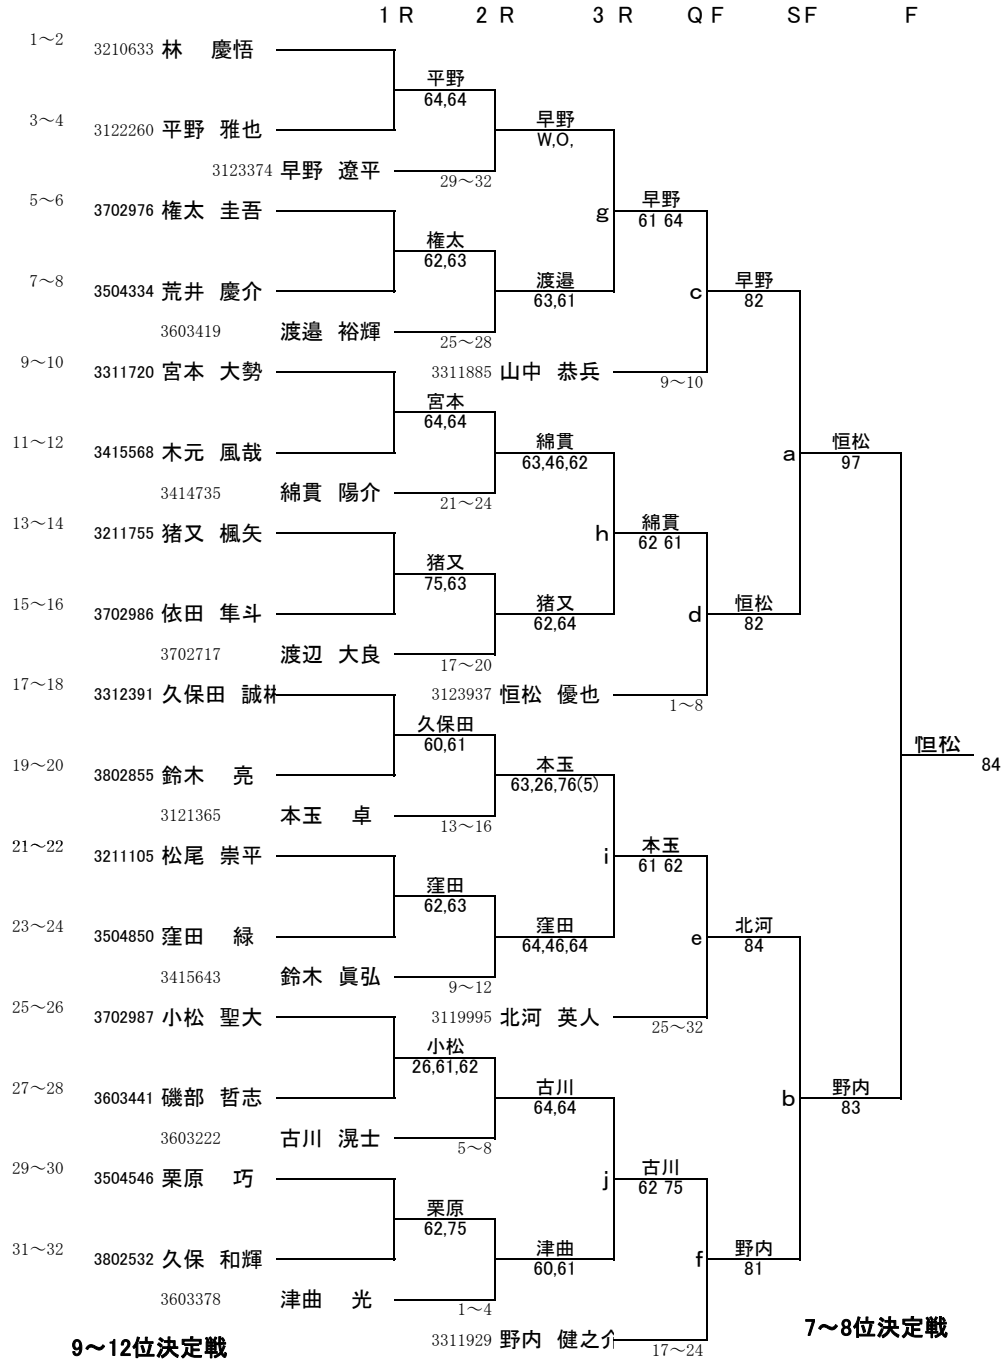 1 R 2 R 3 R Q F S F F
1～2
3210633 林 慶悟
平野
64,64
3～4
3122260 平野 雅也
早野
W,O,
3123374 早野 遼平
29～32
5～6
3702976 権太 圭吾
g
早野
61 64
権太
62,63
7～8
3504334 荒井 慶介
渡邉
63,61
c
早野
82
3603419 渡邉 裕輝
25～28
9～10
3311720 宮本 大勢
3311885 山中 恭兵
9～10
宮本
64,64
11～12
3415568 木元 風哉
綿貫
63,46,62
a
恒松
97
3414735 綿貫 陽介
21～24
13～14
3211755 猪又 楓矢
h
綿貫
62 61
猪又
75,63
15～16
3702986 依田 隼斗
猪又
62,64
d
恒松
82
3702717 渡辺 大良
17～20
17～18
3312391 久保田 誠
3123937 恒松 優也
1～8
久保田
60,61
恒松
84
19～20
3802855 鈴木 亮
本玉
63,26,76(5)
3121365 本玉 卓
13～16
21～22
3211105 松尾 崇平
i
本玉
61 62
窪田
62,63
23～24
3504850 窪田 緑
窪田
64,46,64
e
北河
84
3415643 鈴木 眞弘
9～12
25～26
3702987 小松 聖大
3119995 北河 英人
25～32
小松
26,61,62
27～28
3603441 磯部 哲志
古川
64,64
b
野内
83
3603222 古川 滉士
5～8
29～30
3504546 栗原 巧
j
古川
62 75
栗原
62,75
31～32
3802532 久保 和輝
津曲
60,61
f
野内
81
3603378 津曲 光
1～4
3311929 野内 健之介
17～24
9～12位決定戦
7～8位決定戦